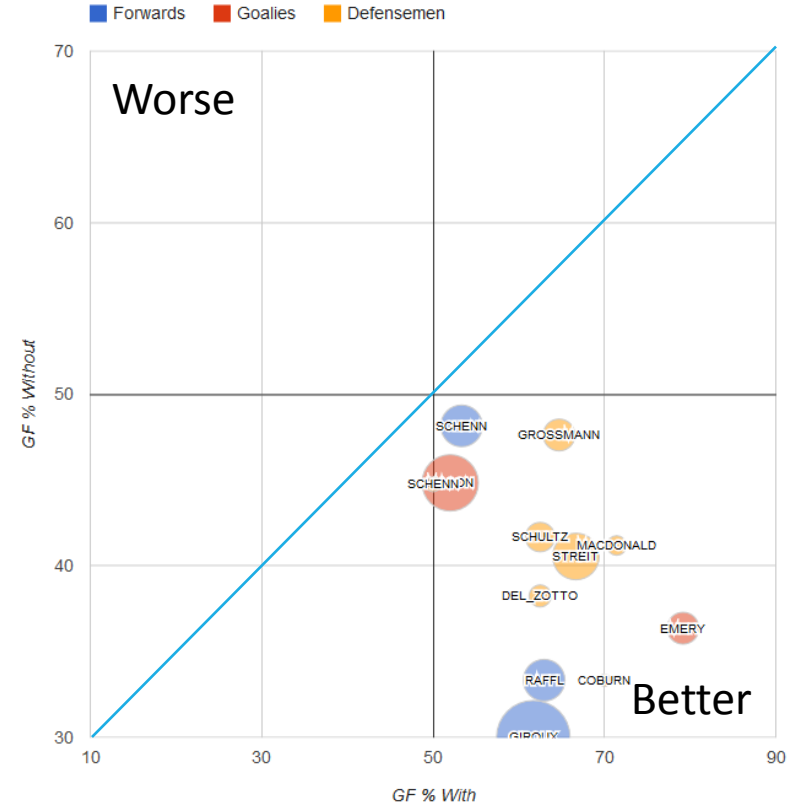 Forwards Goalies Defensemen
70
Worse
60
GF % Without
50
SCHENN
GROSSMANN
SCHENN
SCHULTZ
MACDONALD
STREIT
40
DEL_ZOTTO
EMERY
RAFFL
COBURN
Better
GIROUX
30
10 30 50 70 90
GF % With